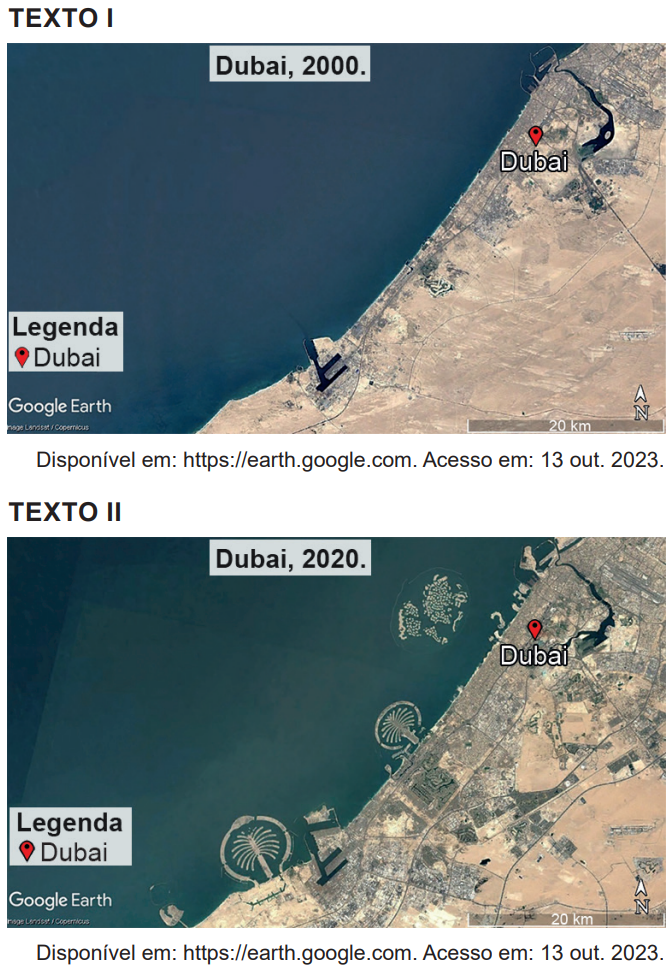 TEXTO I
Dubai, 2000.
Dubai
Legenda
Dubai
Google Earth
Image Landsat / Copernicus
N
20 km
Disponível em: https://earth.google.com. Acesso em: 13 out. 2023.
TEXTO II
Dubai, 2020.
Dubai
Legenda
Dubai
Google Earth
Image Landsat / Copernicus
N
20 km
Disponível em: https://earth.google.com. Acesso em: 13 out. 2023.